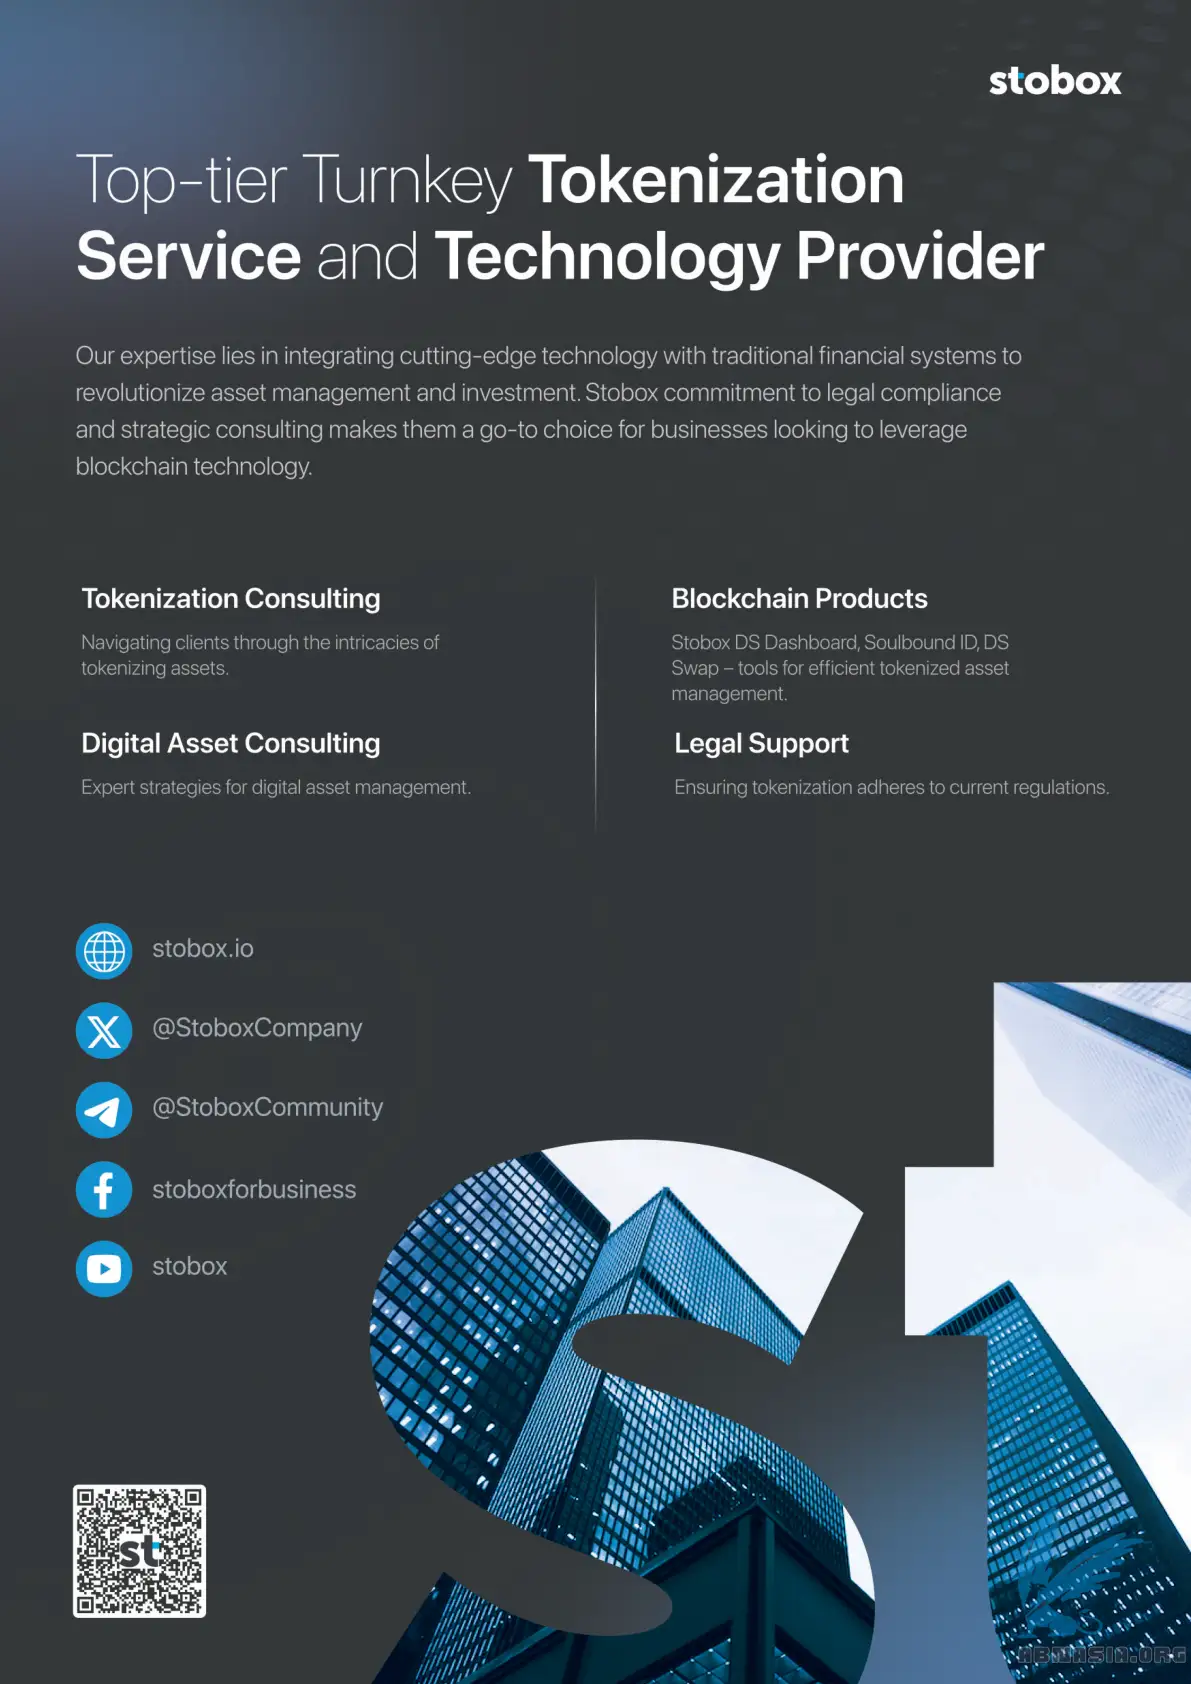 stobox
Top-tier Turnkey Tokenization
Service and Technology Provider
Our expertise lies in integrating cutting-edge technology with traditional financial systems to
revolutionize asset management and investment. Stobox commitment to legal compliance
and strategic consulting makes them a go-to choice for businesses looking to leverage
blockchain technology.
Tokenization Consulting
Navigating clients through the intricacies of
tokenizing assets.
Digital Asset Consulting
Expert strategies for digital asset management.
Blockchain Products
Stobox DS Dashboard, Soulbound ID, DS
Swap – tools for efficient tokenized asset
management.
Legal Support
Ensuring tokenization adheres to current regulations.
stobox.io
@StoboxCompany
@StoboxCommunity
stoboxforbusiness
stobox
st
st
ABMASIA.ORG